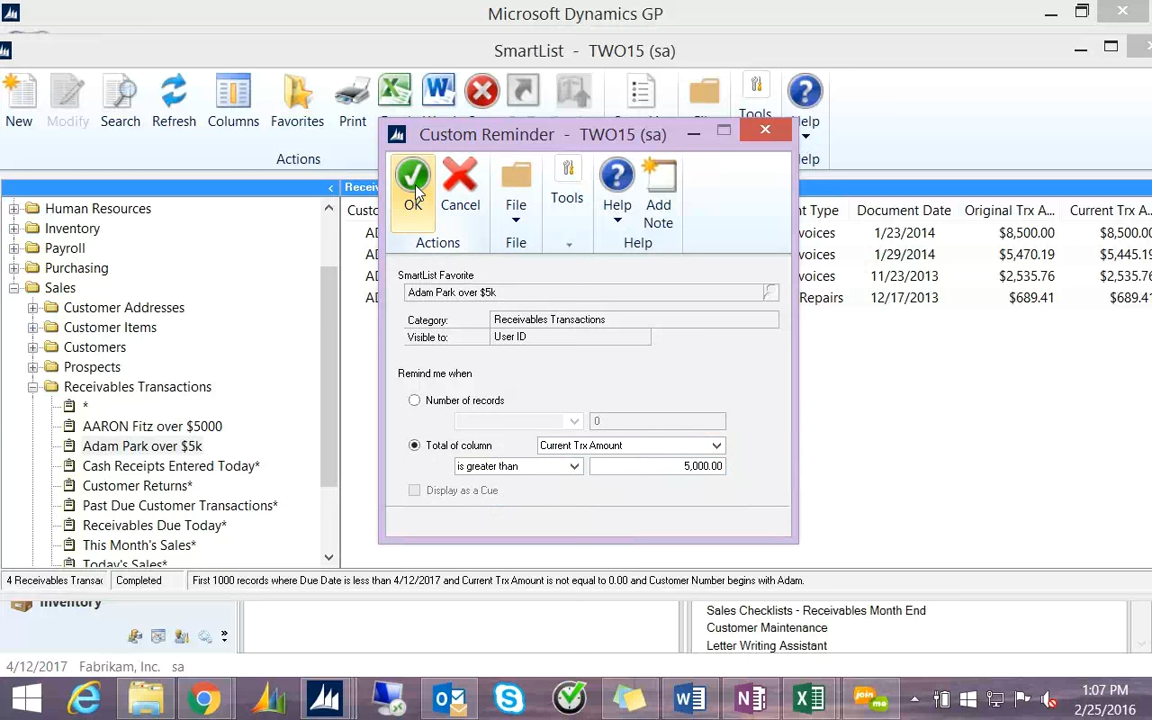 Microsoft Dynamics GP
SmartList - TWO15 (sa)
New
Modify
Search
Refresh
Columns
Favorites
Print
Tools
Help
Actions
Help
Custom Reminder - TWO15 (sa)
OK
Cancel
File
Tools
Help
Add
Note
Actions
File
Help
SmartList Favorite
Adam Park over $5k
Category:
Receivables Transactions
Visible to:
User ID
Remind me when
Number of records
0
Total of column
Current Trx Amount
is greater than
5,000.00
Display as a Cue
Human Resources
Inventory
Payroll
Purchasing
Sales
Customer Addresses
Customer Items
Customers
Prospects
Receivables Transactions
*
AARON Fitz over $5000
Adam Park over $5k
Cash Receipts Entered Today*
Customer Returns*
Past Due Customer Transactions*
Receivables Due Today*
This Month's Sales*
Today's Sales*
Document Date
Original Trx A...
Current Trx A...
1/23/2014
$8,500.00
$8,500.00
1/29/2014
$5,470.19
$5,445.19
11/23/2013
$2,535.76
$2,535.76
Repairs
12/17/2013
$689.41
$689.41
4 Receivables Transac
Completed
First 1000 records where Due Date is less than 4/12/2017 and Current Trx Amount is not equal to 0.00 and Customer Number begins with Adam.
Inventory
Sales Checklists - Receivables Month End
Customer Maintenance
Letter Writing Assistant
4/12/2017 Fabrikam, Inc. sa
join
me
1:07 PM
2/25/2016